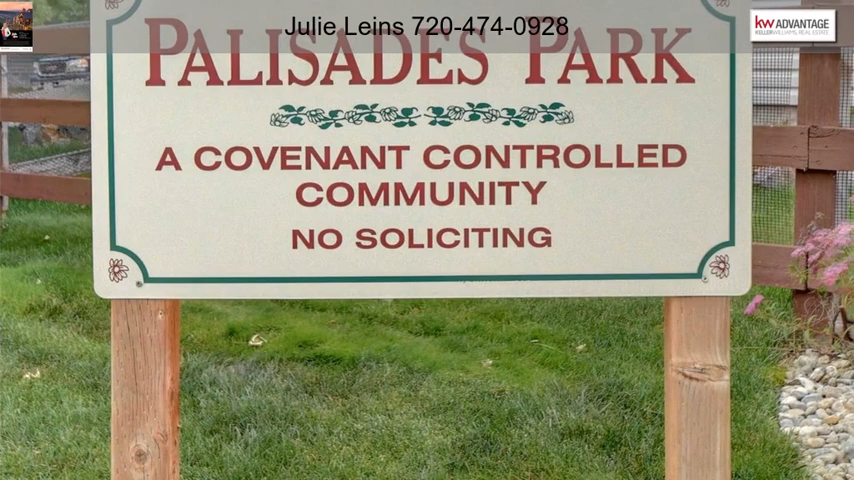 Julie Leins 720-474-0928
kw ADVANTAGE
KELLERWILLIAMS. REAL ESTATE
PALISADES PARK
A COVENANT CONTROLLED
COMMUNITY
NO SOLICITING